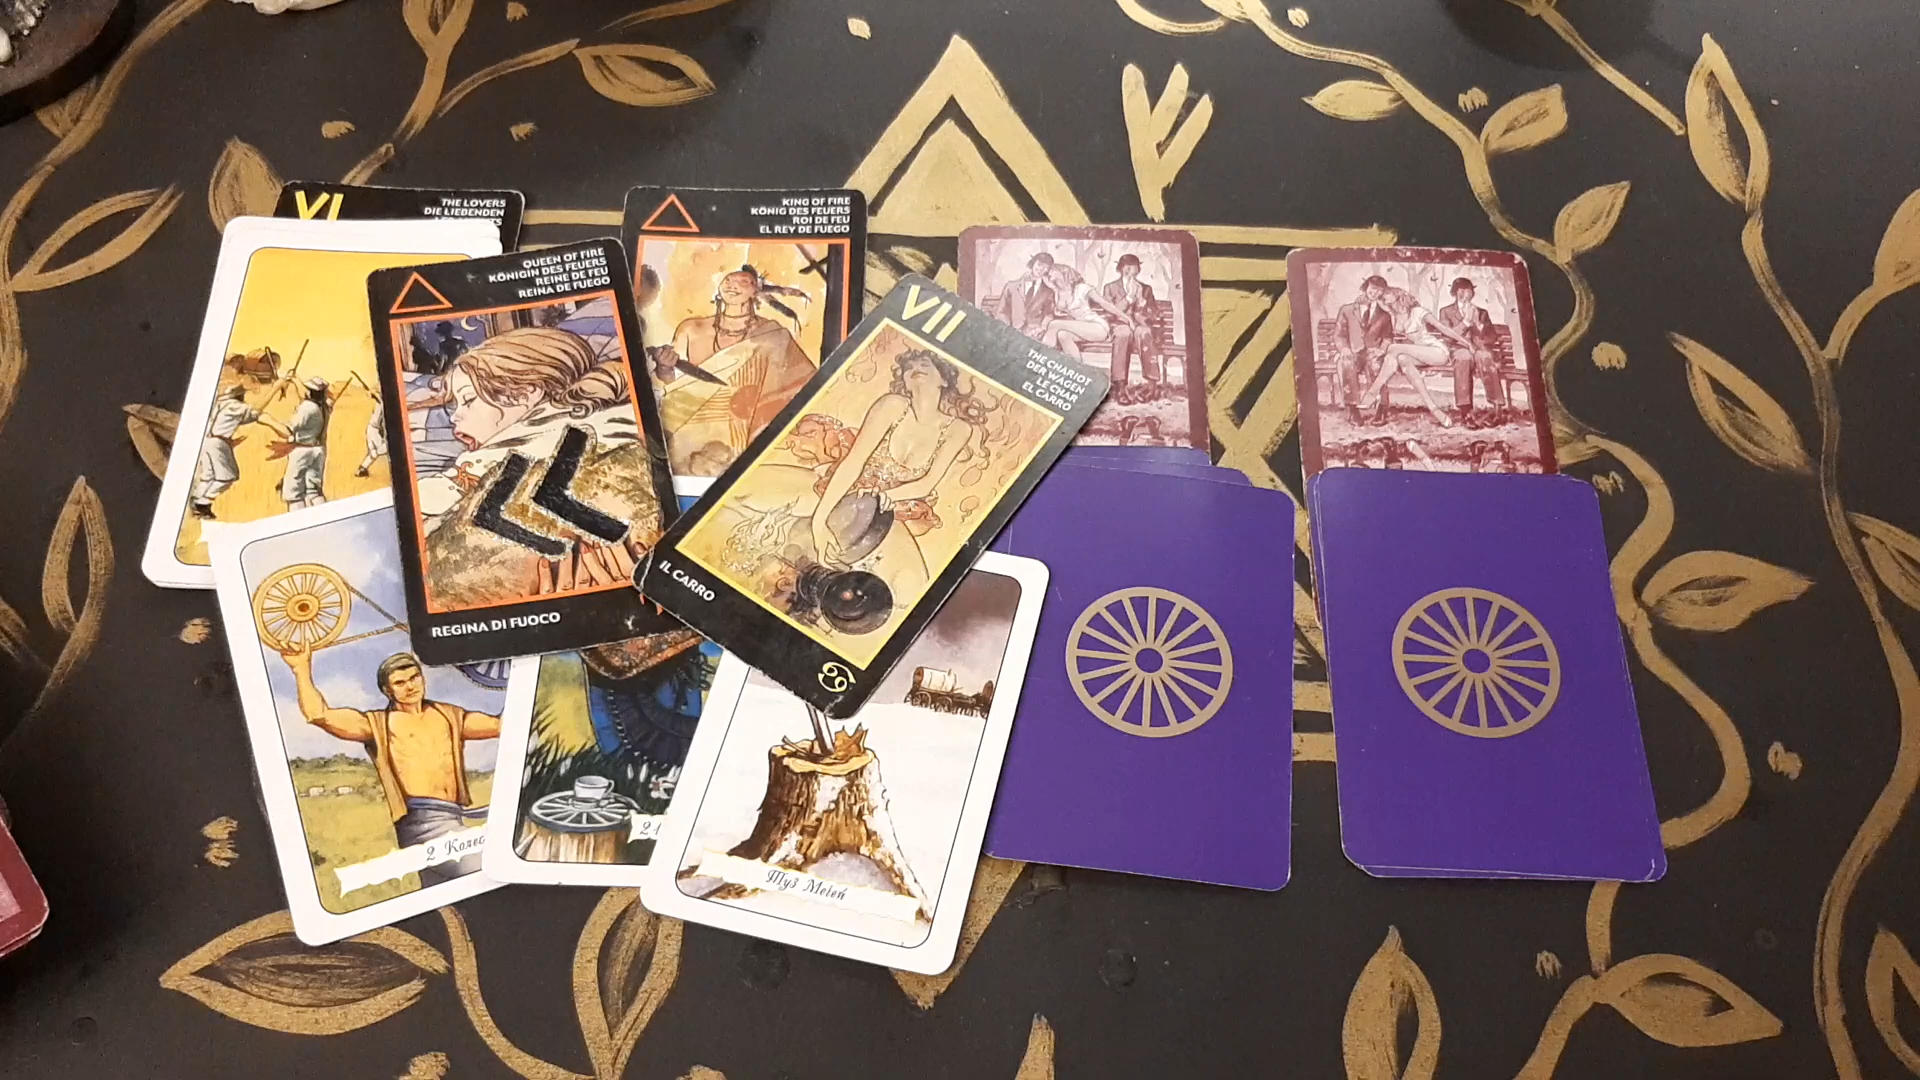 VI
THE LOVERS
DIE LIEBENDEN
KING OF FIRE
KÖNIG DES FEUERS
ROI DE FEU
EL REY DE FUEGO
QUEEN OF FIRE
KÖNIGIN DES FEUERS
REINE DE FEU
REINA DE FUEGO
VII
THE CHARIOT
DER WAGEN
LE CHAR
EL CARRO
IL CARRO
REGINA DI FUOCO
2 Колес
21
Туз Мечей